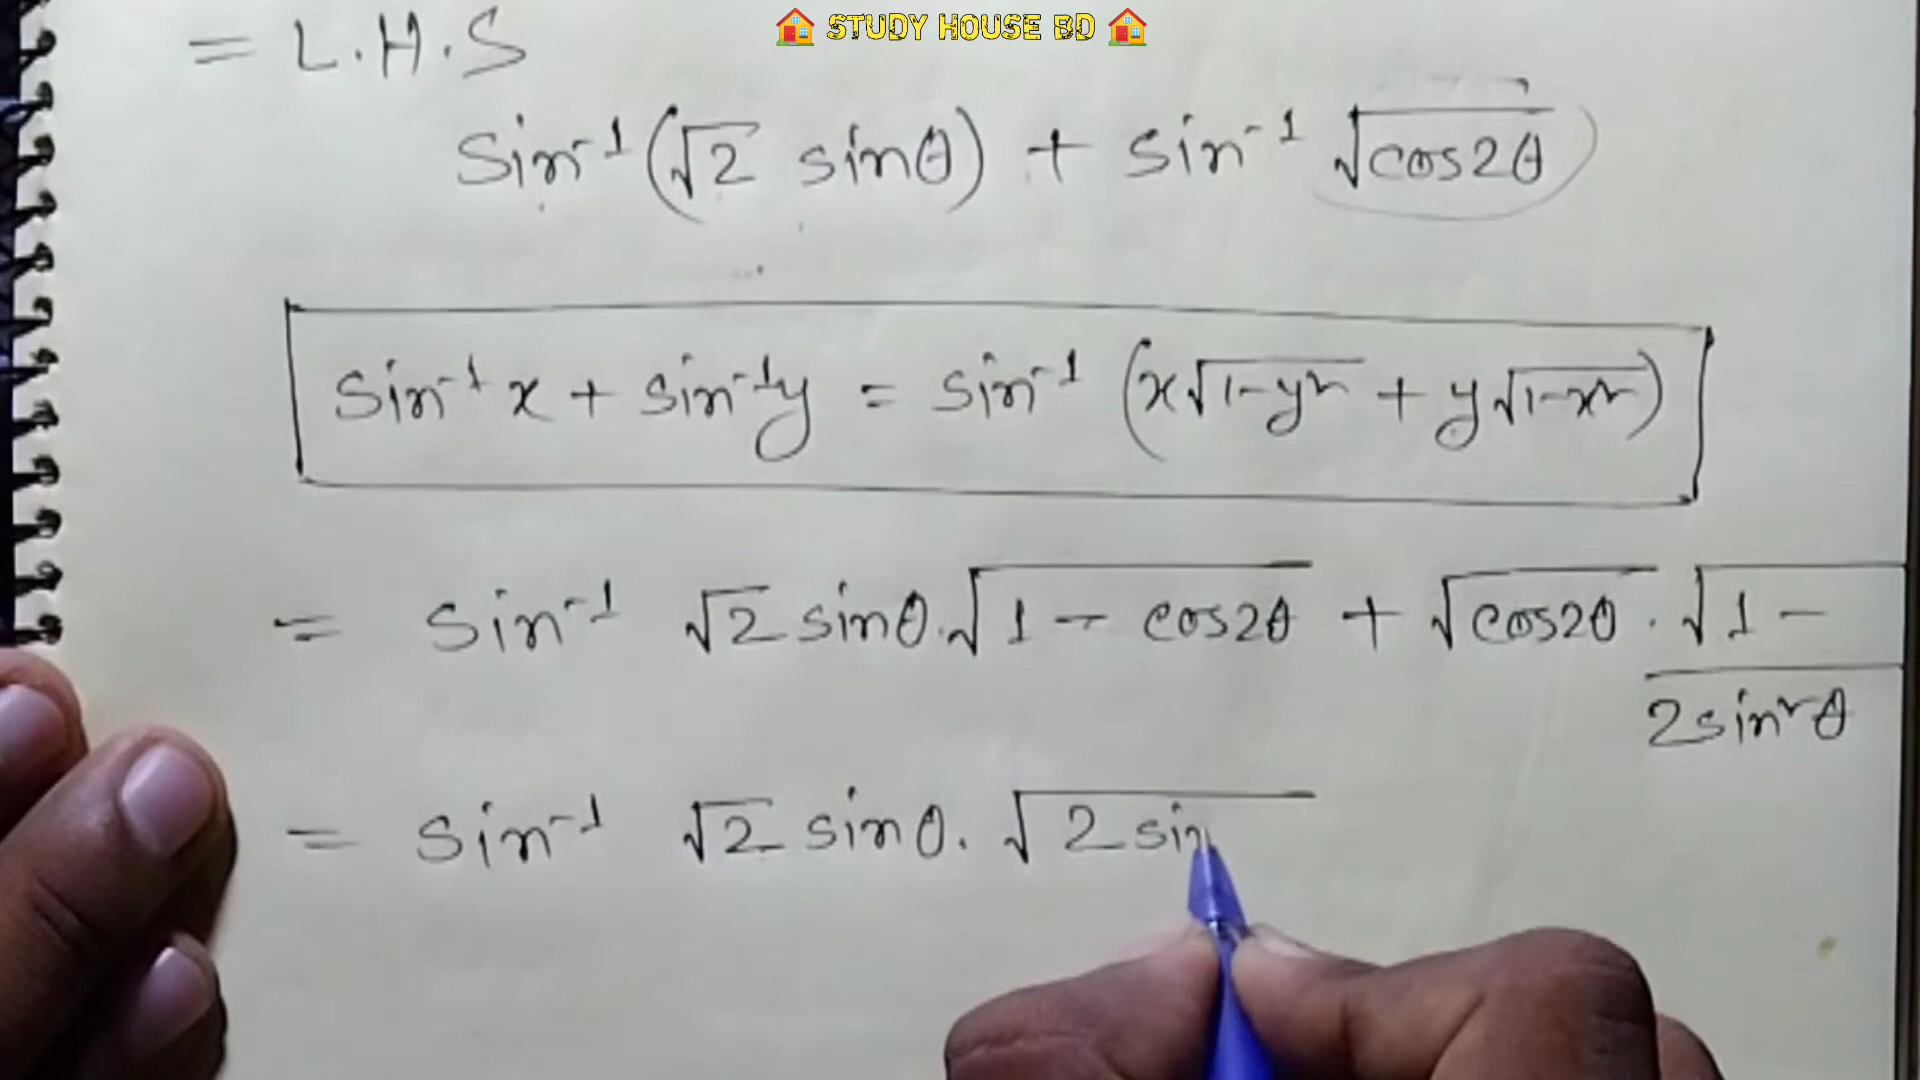 🏠 STUDY HOUSE BD 🏠
= L.H.S
sin⁻¹(√2 sinθ) + sin⁻¹ √cos2θ
sin⁻¹x + sin⁻¹y = sin⁻¹ (x√1-y² + y√1-x²)
= sin⁻¹ √2 sinθ.√1 - cos2θ + √cos2θ . √1 -
2sin²θ
= sin⁻¹ √2 sinθ. √2 sin